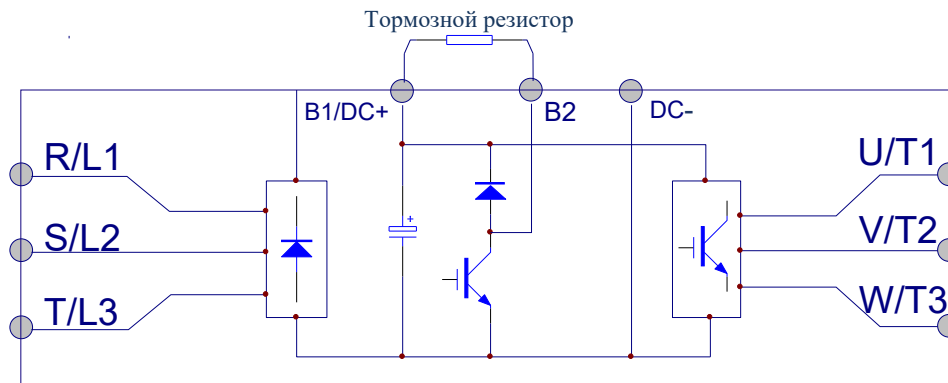 Тормозной резистор
B1/DC+
B2
DC-
R/L1
U/T1
S/L2
V/T2
T/L3
W/T3
+